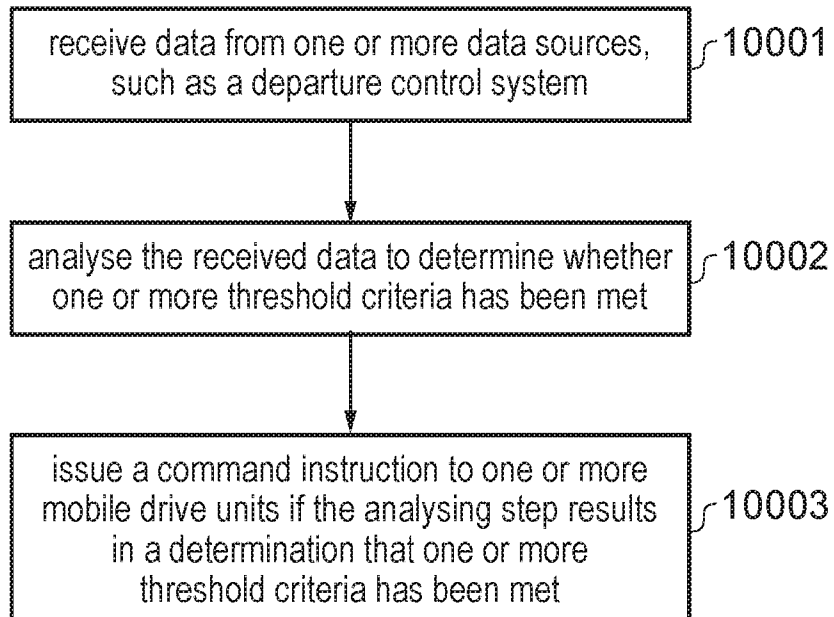 receive data from one or more data sources,
such as a departure control system
10001
analyse the received data to determine whether
one or more threshold criteria has been met
10002
issue a command instruction to one or more
mobile drive units if the analysing step results
in a determination that one or more
threshold criteria has been met
10003